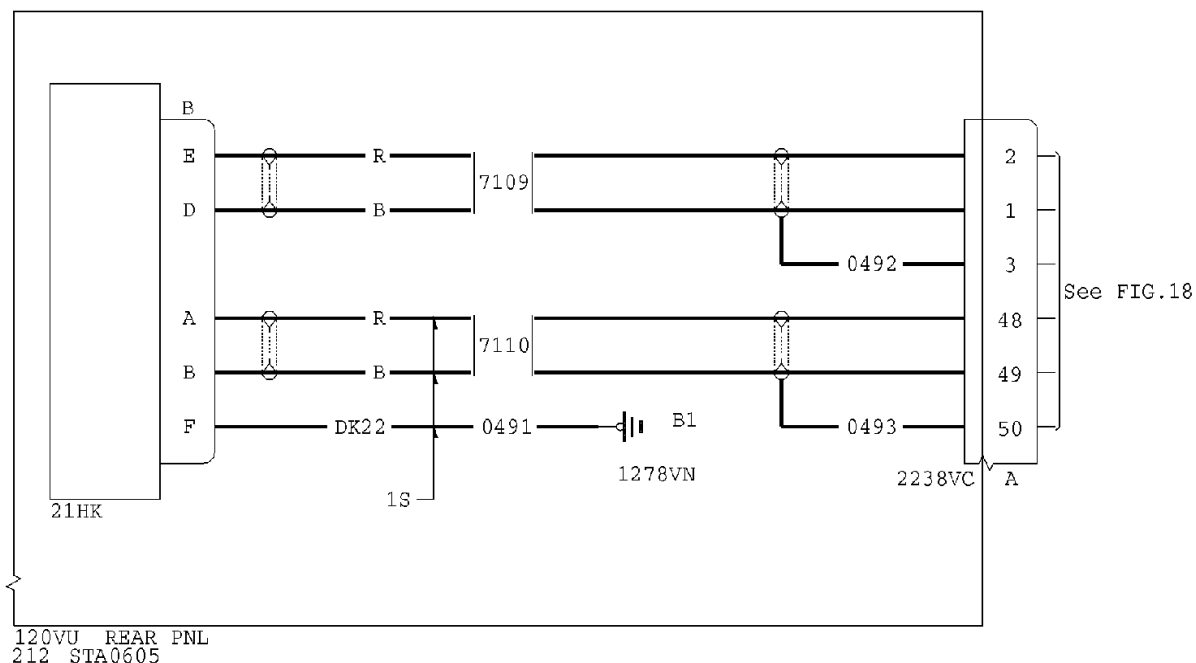 B
E R 2
7109
D B 1
0492 3
See FIG.18
A R 48
7110
B B 49
F DK22 0491 B1 0493 50
1278VN
2238VC A
1S
21HK
120VU REAR PNL
212 STA0605